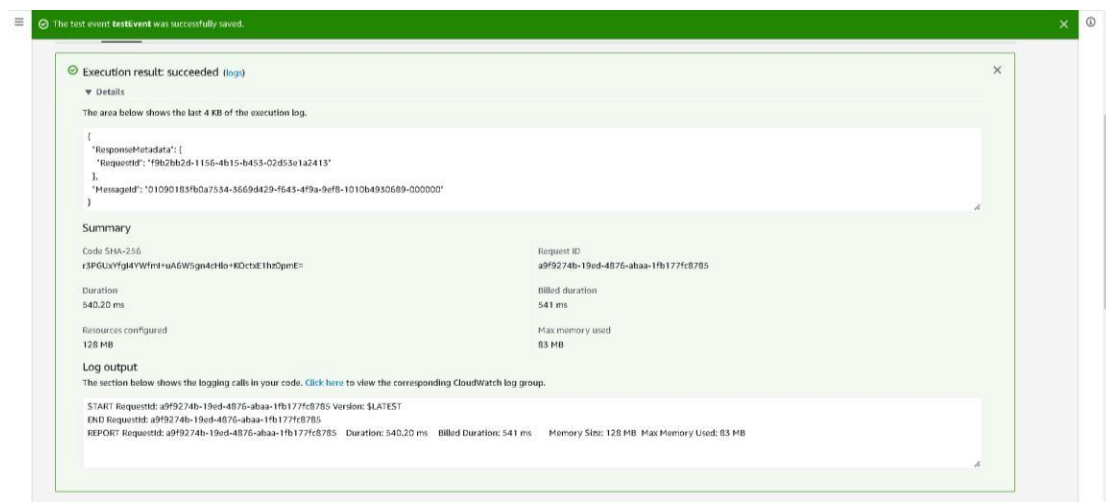 The test event testEvent was successfully saved.
Execution result: succeeded (logs)
Details
The area below shows the last 4 KB of the execution log.
{
"ResponseMetadata": {
"RequestId": "f9b2bb2d-1156-4b15-b453-02d53e1a2413"
},
"MessageId": "01090183fb0a7534-3669d429-f643-4f9a-9ef8-1010b4930689-000000"
}
Summary
Code SHA-256
Request ID
a9f9274b-19ed-4876-abaa-1fb177fc8785
Duration
540.20 ms
Billed duration
541 ms
Resources configured
128 MB
Max memory used
83 MB
Log output
The section below shows the logging calls in your code. Click here to view the corresponding CloudWatch log group.
START RequestId: a9f9274b-19ed-4876-abaa-1fb177fc8785 Version: $LATEST
END RequestId: a9f9274b-19ed-4876-abaa-1fb177fc8785
REPORT RequestId: a9f9274b-19ed-4876-abaa-1fb177fc8785 Duration: 540.20 ms Billed Duration: 541 ms Memory Size: 128 MB Max Memory Used: 83 MB